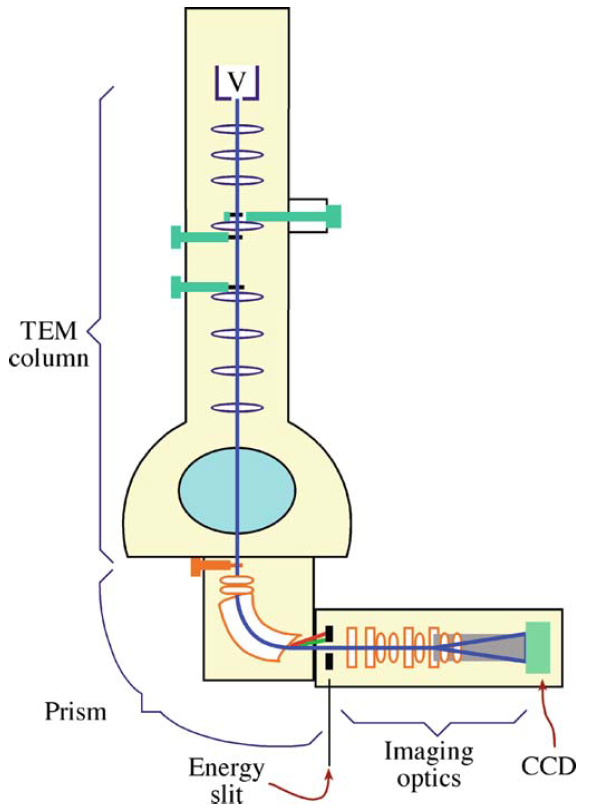 V
TEM
column
Prism
Energy
slit
Imaging
optics
CCD